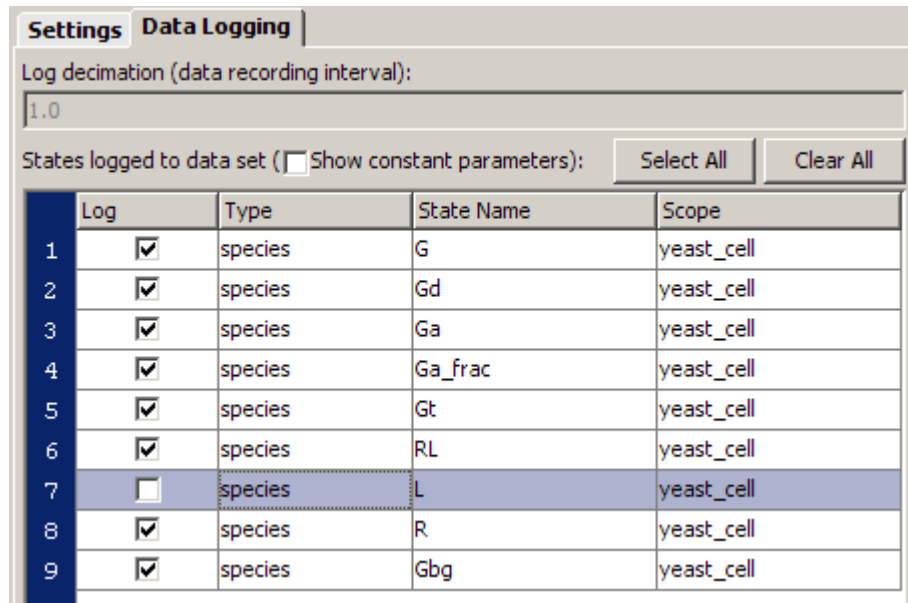 Settings Data Logging
Log decimation (data recording interval):
1.0
States logged to data set ( Show constant parameters): Select All Clear All
Log Type State Name Scope
1 species G yeast_cell
2 species Gd yeast_cell
3 species Ga yeast_cell
4 species Ga_frac yeast_cell
5 species Gt yeast_cell
6 species RL yeast_cell
7 species L yeast_cell
8 species R yeast_cell
9 species Gbg yeast_cell